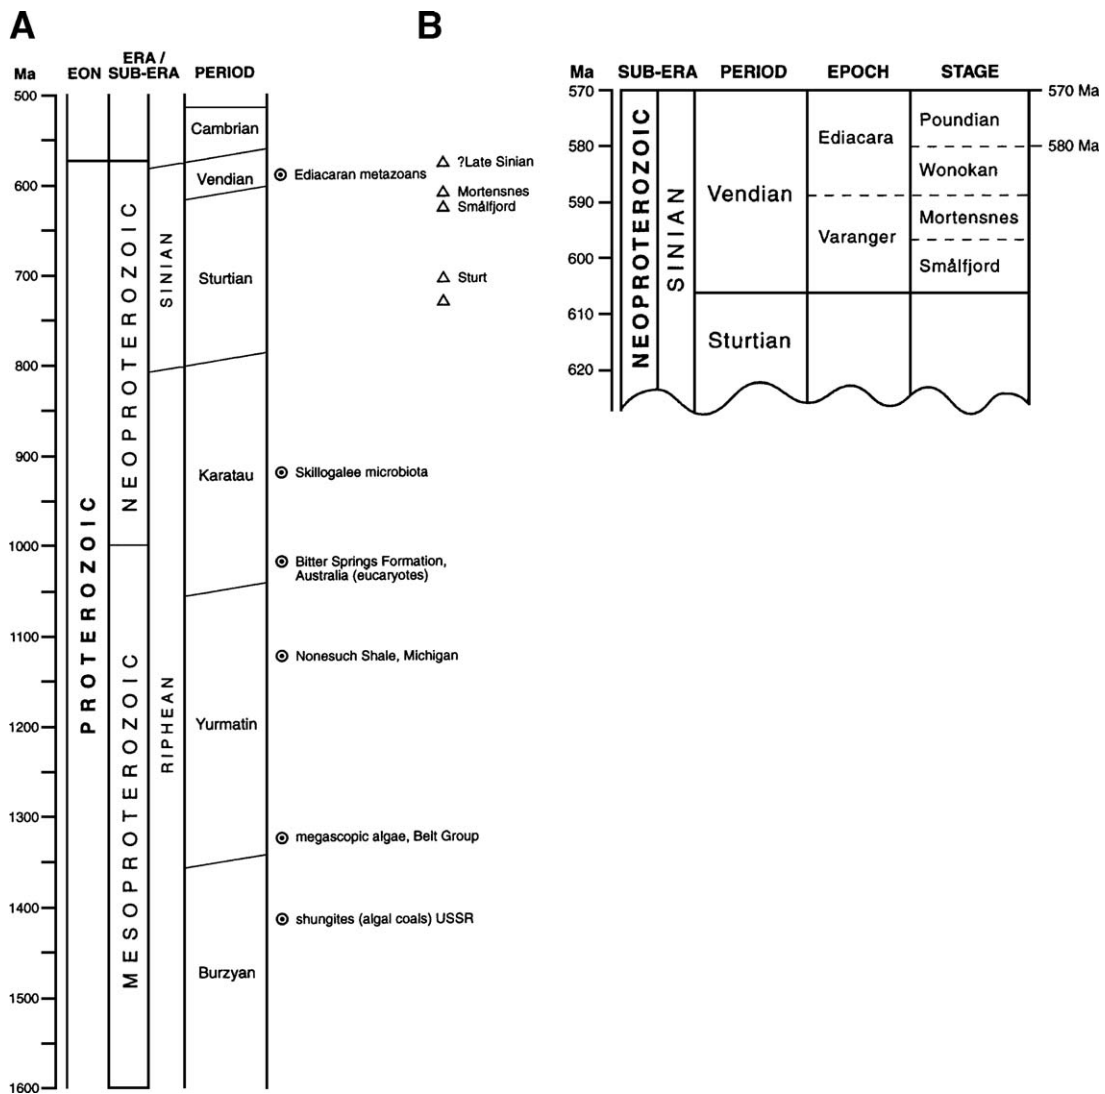 A
Ma EON ERA / SUB-ERA PERIOD
500
Cambrian
?Late Sinian
Vendian
Ediacaran metazoans
600
Mortensnes
Smålfjord
NEOPROTEROZOIC
SINIAN
Sturtian
700
Sturt
800
900
Karatau
Skillogalee microbiota
PROTEROZOIC
1000
Bitter Springs Formation,
Australia (eucaryotes)
1100
Nonesuch Shale, Michigan
MESOPROTEROZOIC
RIPHEAN
1200
Yurmatin
1300
megascopic algae, Belt Group
1400
shungites (algal coals) USSR
Burzyan
1500
1600
B
Ma SUB-ERA PERIOD EPOCH STAGE
570
570 Ma
Poundian
Ediacara
580
580 Ma
Wonokan
NEOPROTEROZOIC
SINIAN
Vendian
590
Mortensnes
Varanger
600
Smålfjord
610
Sturtian
620